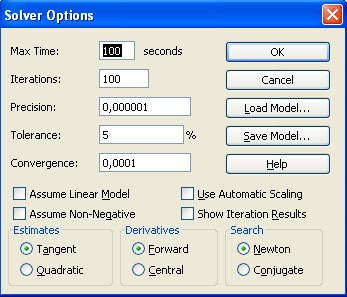 Solver Options
Max Time: 100 seconds OK
Iterations: 100 Cancel
Precision: 0,000001 Load Model...
Tolerance: 5 % Save Model...
Convergence: 0,0001 Help
Assume Linear Model Use Automatic Scaling
Assume Non-Negative Show Iteration Results
Estimates Derivatives Search
Tangent Forward Newton
Quadratic Central Conjugate